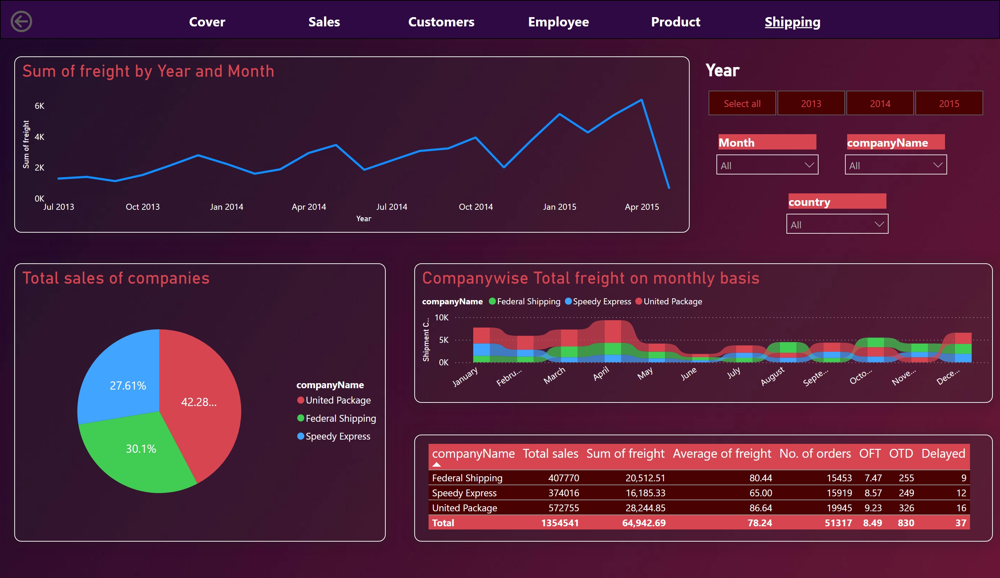 Cover Sales Customers Employee Product Shipping
Sum of freight by Year and Month
Sum of freight
6K
4K
2K
0K
Jul 2013 Oct 2013 Jan 2014 Apr 2014 Jul 2014 Oct 2014 Jan 2015 Apr 2015
Year
Year
Select all 2013 2014 2015
Month companyName
All All
country
All
Total sales of companies
27.61%
42.28...
30.1%
companyName
United Package
Federal Shipping
Speedy Express
Companywise Total freight on monthly basis
companyName Federal Shipping Speedy Express United Package
Shipment C...
10K
5K
0K
January Febru... March April May June July August Septe... Octo... Nove... Dece...
companyName Total sales Sum of freight Average of freight No. of orders OFT OTD Delayed
Federal Shipping 407770 20,512.51 80.44 15453 7.47 255 9
Speedy Express 374016 16,185.33 65.00 15919 8.57 249 12
United Package 572755 28,244.85 86.64 19945 9.23 326 16
Total 1354541 64,942.69 78.24 51317 8.49 830 37